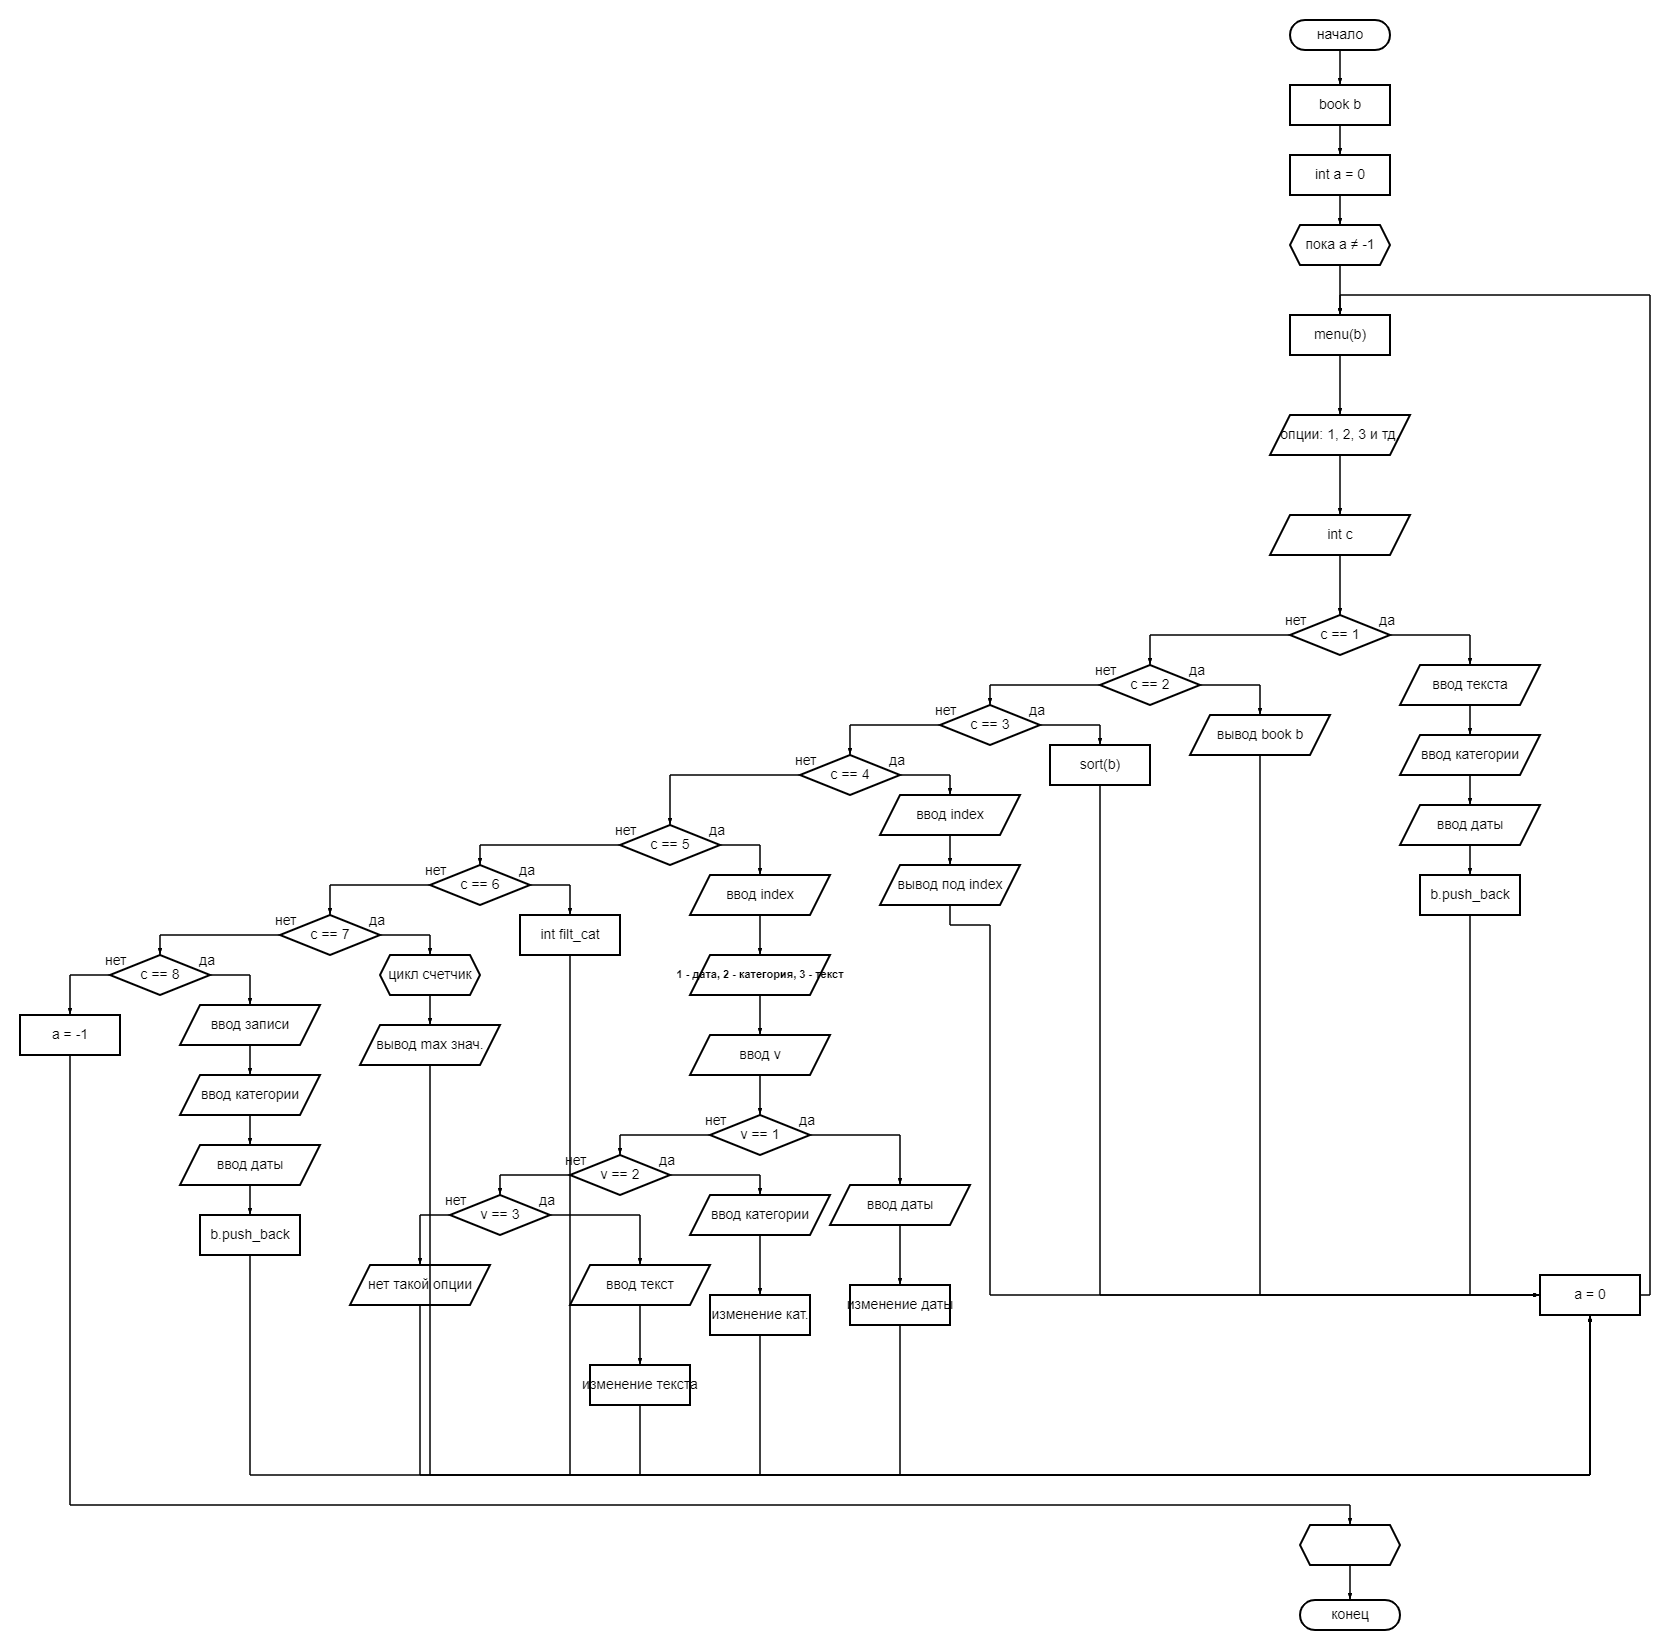 начало
book b
int a = 0
пока a ≠ -1
menu(b)
опции: 1, 2, 3 и тд.
int c
нет
c == 1
да
нет
c == 2
да
ввод текста
нет
c == 3
да
вывод book b
ввод категории
нет
c == 4
да
sort(b)
ввод index
ввод даты
нет
c == 5
да
вывод под index
b.push_back
нет
c == 6
да
ввод index
нет
c == 7
да
int filt_cat
нет
c == 8
да
цикл счетчик
1 - дата, 2 - категория, 3 - текст
a = -1
ввод записи
вывод max знач.
ввод v
ввод категории
нет
v == 1
да
ввод даты
нет
v == 2
да
нет
v == 3
да
ввод категории
ввод даты
b.push_back
нет такой опции
ввод текст
изменение кат.
изменение даты
a = 0
изменение текста
конец